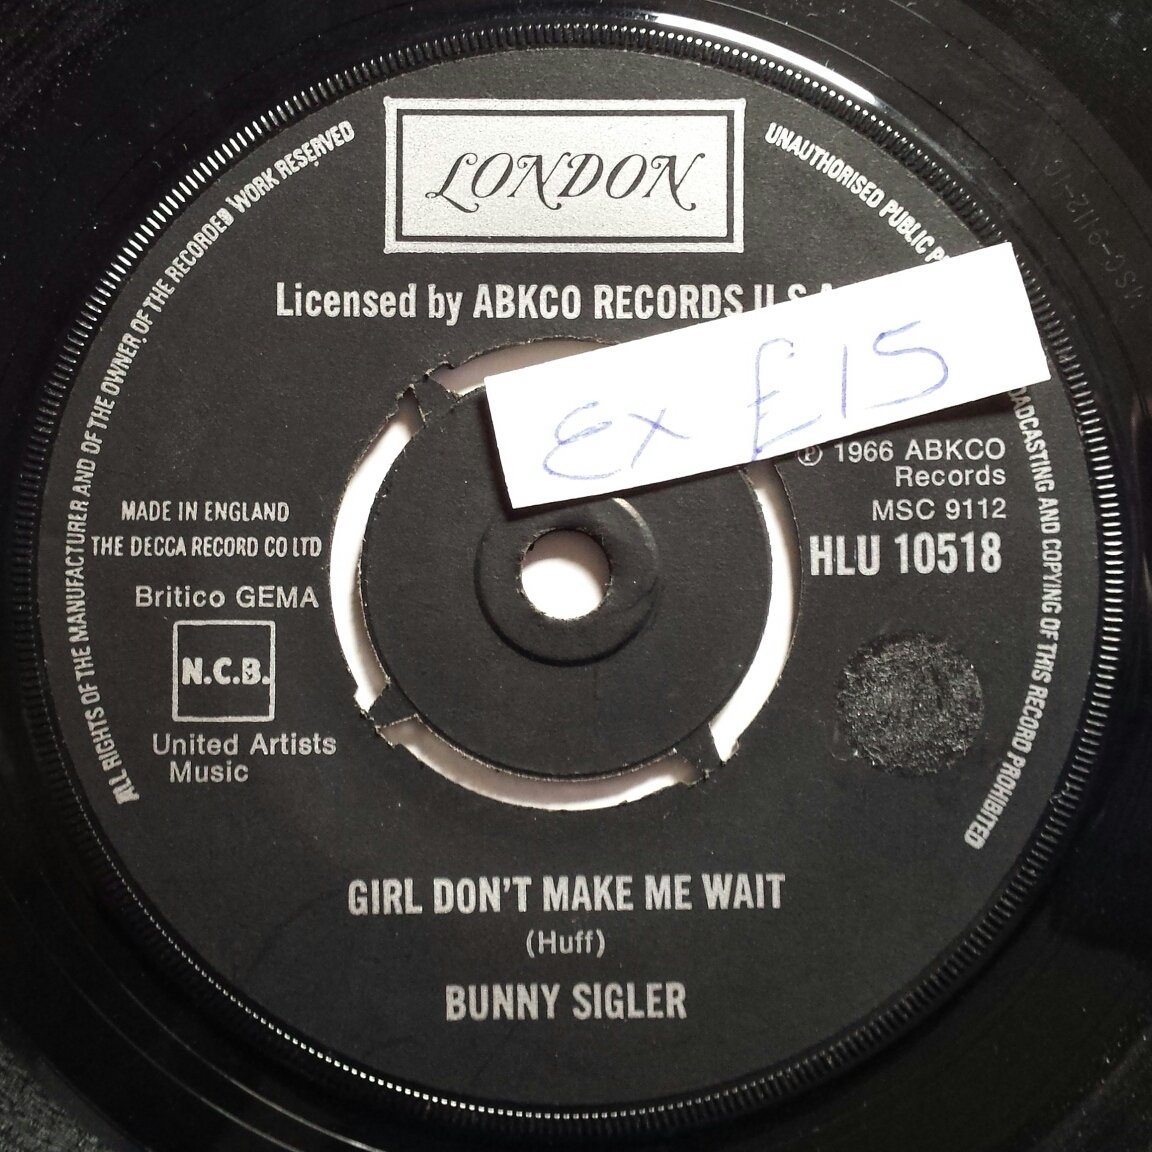 LONDON
ALL RIGHTS OF THE MANUFACTURER AND OF THE OWNER OF THE RECORDED WORK RESERVED
UNAUTHORISED PUBLIC
OADCASTING AND COPYING OF THIS RECORD PROHIBITED
Licensed by ABKCO RECORDS U.S.A
Ex £15
℗ 1966 ABKCO
Records
MSC 9112
HLU 10518
MADE IN ENGLAND
THE DECCA RECORD CO LTD
Britico GEMA
N.C.B.
United Artists
Music
GIRL DON'T MAKE ME WAIT
(Huff)
BUNNY SIGLER